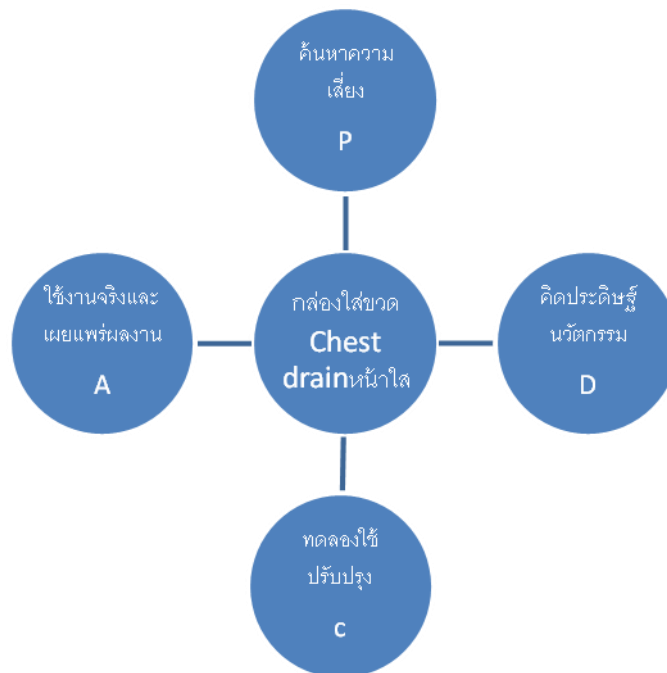 ค้นหาความ
เสี่ยง
P
ใช้งานจริงและ
เผยแพร่ผลงาน
A
กล่องใส่ขวด
Chest
drainหน้าใส
คิดประดิษฐ์
นวัตกรรม
D
ทดลองใช้
ปรับปรุง
c